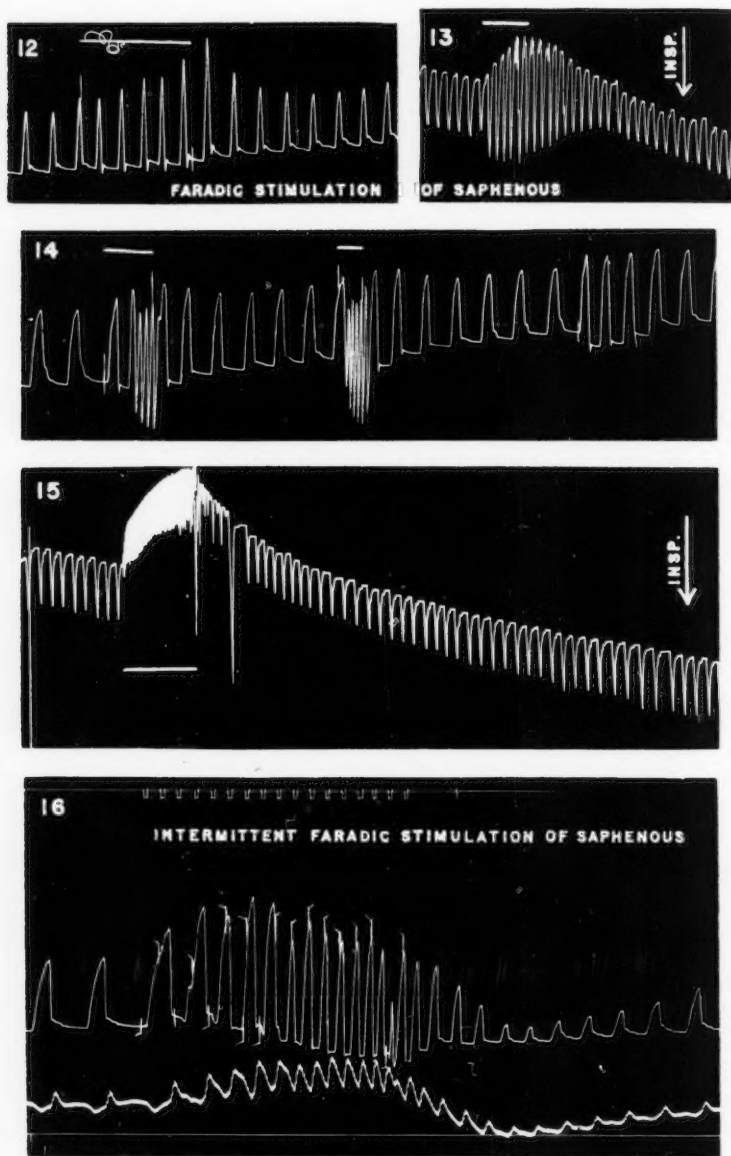 12
13
INSP.
FARADIC STIMULATION OF SAPHENOUS
14
15
INSP.
16
INTERMITTENT FARADIC STIMULATION OF SAPHENOUS